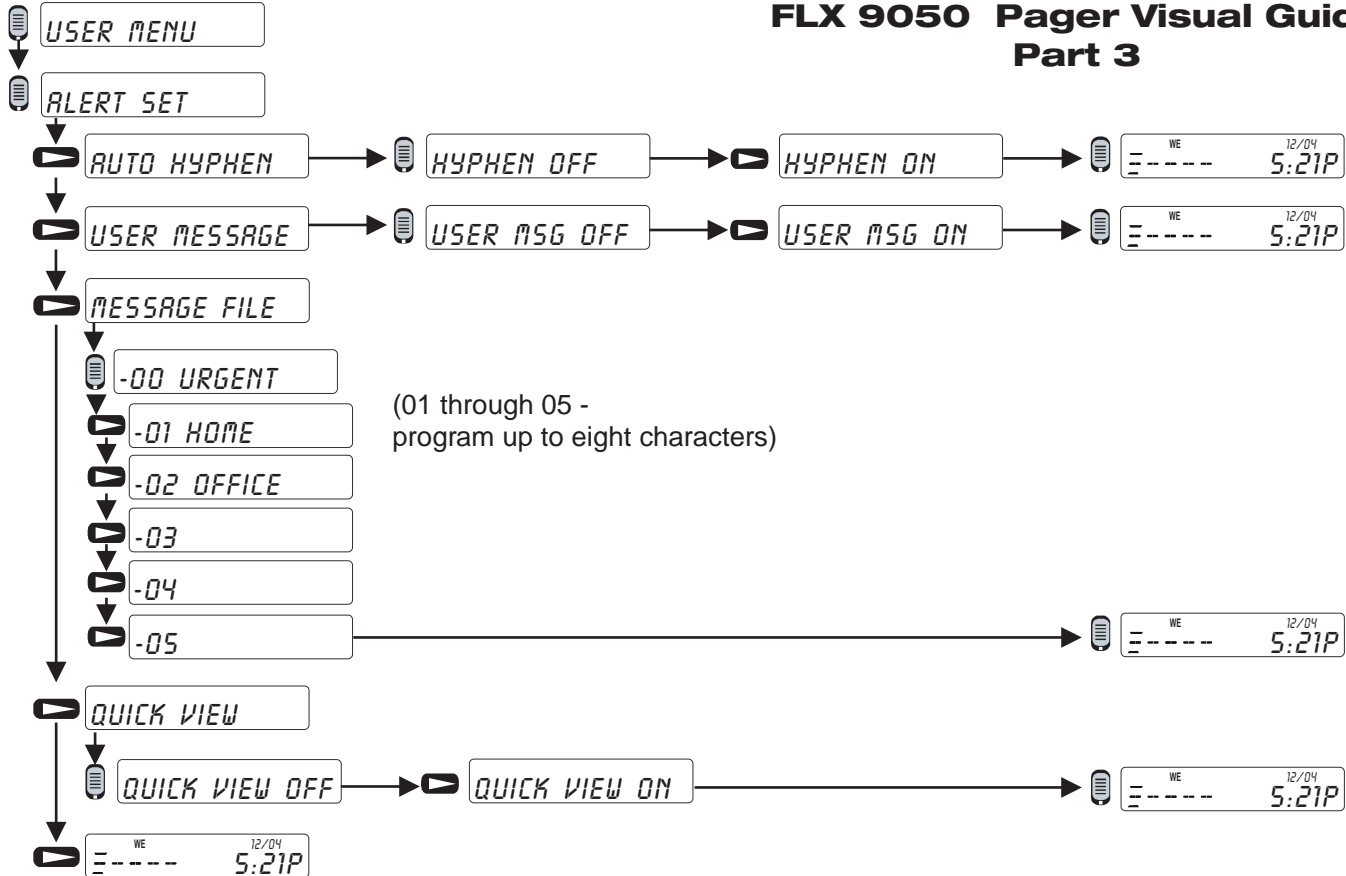 FLX 9050 Pager Visual Guid
Part 3
USER MENU
ALERT SET
AUTO HYPHEN
HYPHEN OFF
HYPHEN ON
WE 12/04
5:21P
USER MESSAGE
USER MSG OFF
USER MSG ON
WE 12/04
5:21P
MESSAGE FILE
-00 URGENT
-01 HOME
(01 through 05 -
program up to eight characters)
-02 OFFICE
-03
-04
-05
WE 12/04
5:21P
QUICK VIEW
QUICK VIEW OFF
QUICK VIEW ON
WE 12/04
5:21P
WE 12/04
5:21P